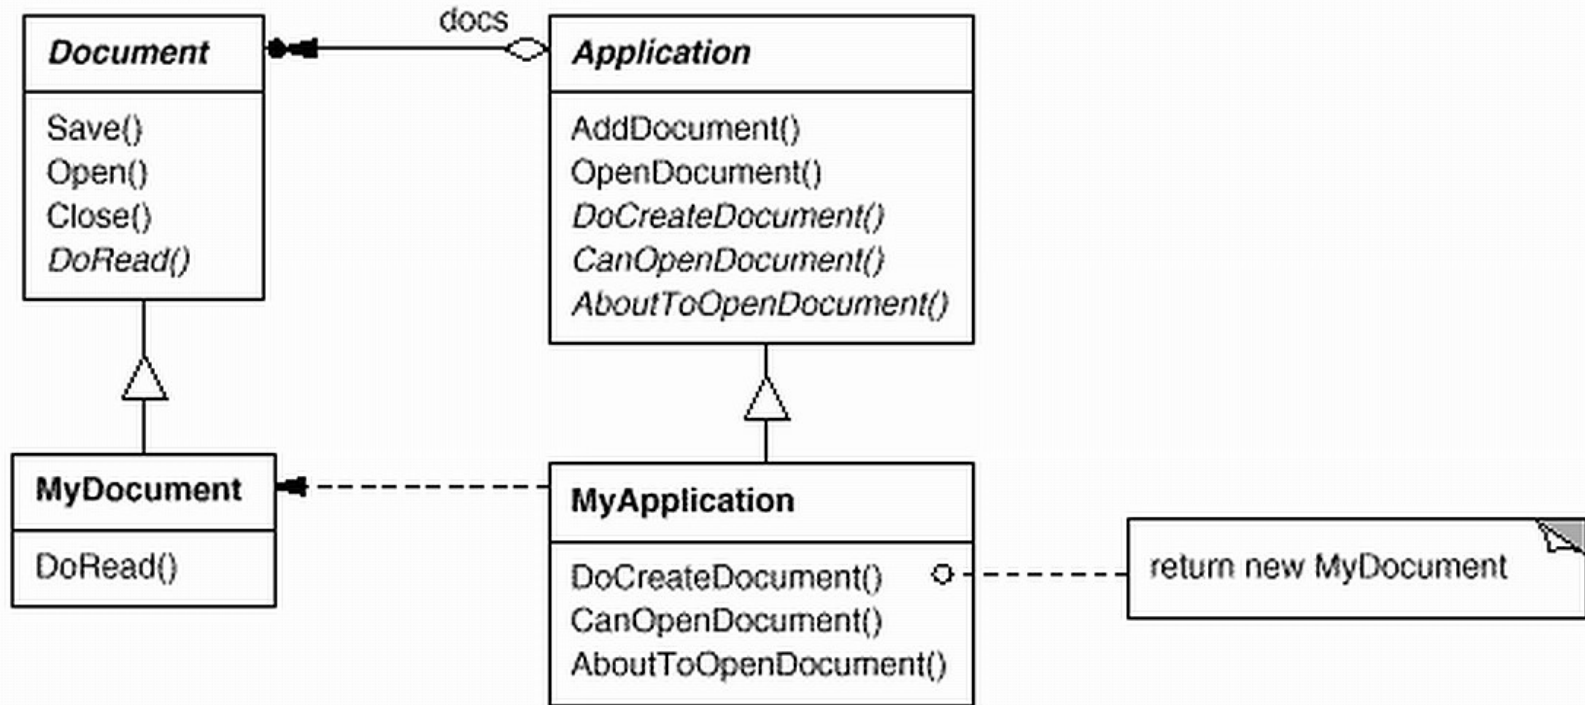 docs
Document
Save()
Open()
Close()
DoRead()
Application
AddDocument()
OpenDocument()
DoCreateDocument()
CanOpenDocument()
AboutToOpenDocument()
MyDocument
DoRead()
MyApplication
DoCreateDocument()
CanOpenDocument()
AboutToOpenDocument()
return new MyDocument